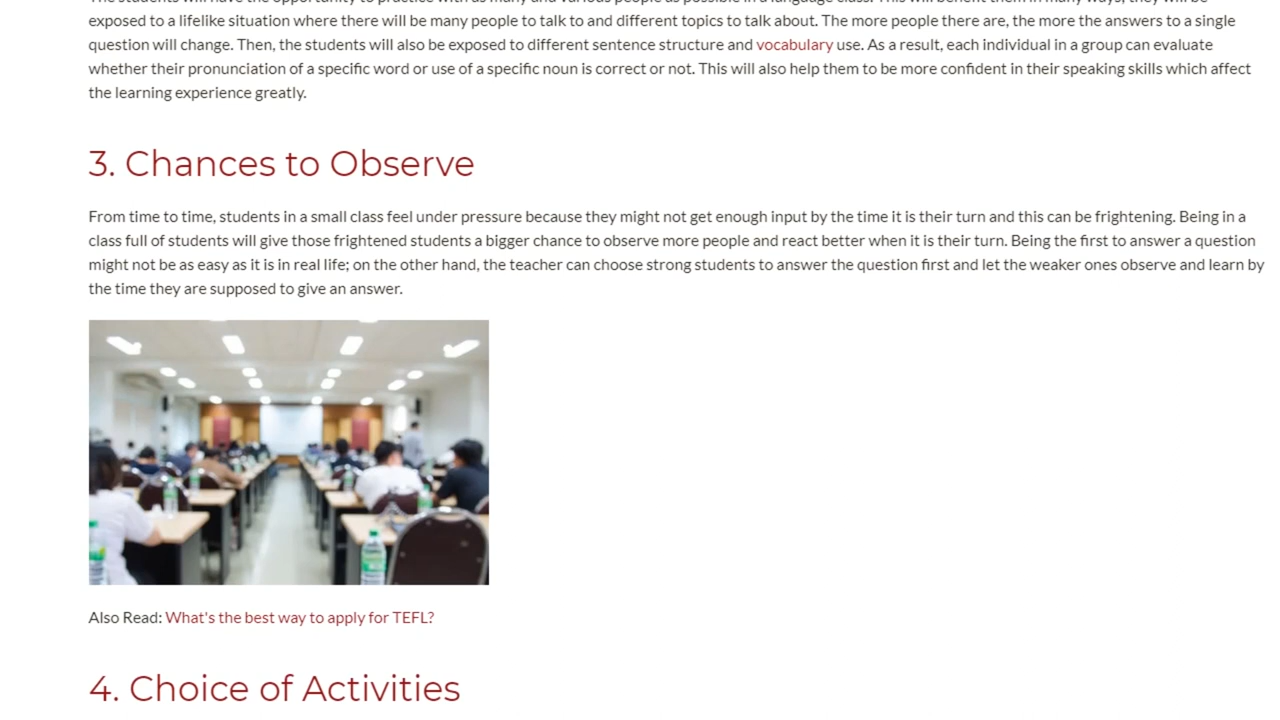 exposed to a lifelike situation where there will be many people to talk to and different topics to talk about. The more people there are, the more the answers to a single
question will change. Then, the students will also be exposed to different sentence structure and vocabulary use. As a result, each individual in a group can evaluate
whether their pronunciation of a specific word or use of a specific noun is correct or not. This will also help them to be more confident in their speaking skills which affect
the learning experience greatly.
3. Chances to Observe
From time to time, students in a small class feel under pressure because they might not get enough input by the time it is their turn and this can be frightening. Being in a
class full of students will give those frightened students a bigger chance to observe more people and react better when it is their turn. Being the first to answer a question
might not be as easy as it is in real life; on the other hand, the teacher can choose strong students to answer the question first and let the weaker ones observe and learn by
the time they are supposed to give an answer.
Also Read: What's the best way to apply for TEFL?
4. Choice of Activities